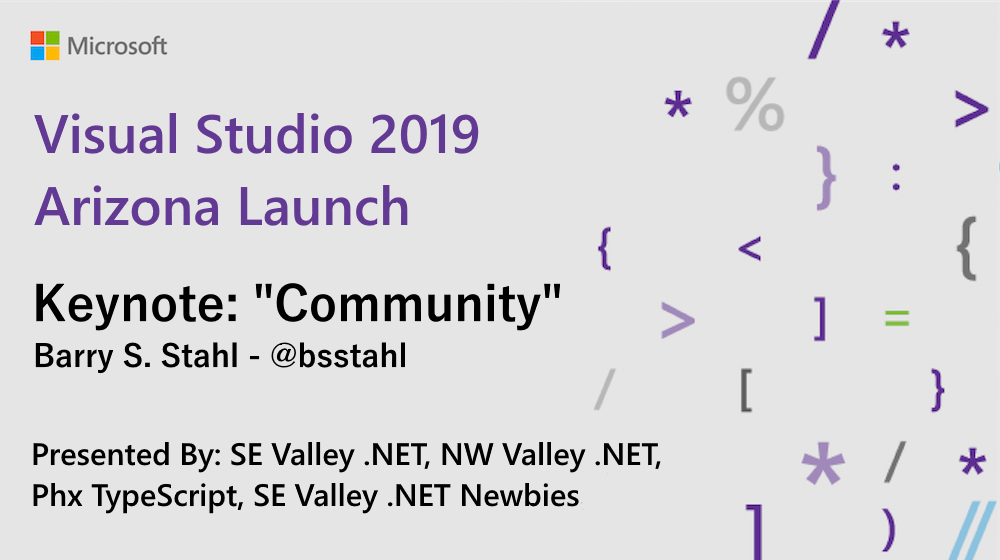 Microsoft
Visual Studio 2019
Arizona Launch
Keynote: "Community"
Barry S. Stahl - @bsstahl
Presented By: SE Valley .NET, NW Valley .NET,
Phx TypeScript, SE Valley .NET Newbies
/ *
* % >
} :
{ < {
> ] =
/ [ }
* / *
] ) //